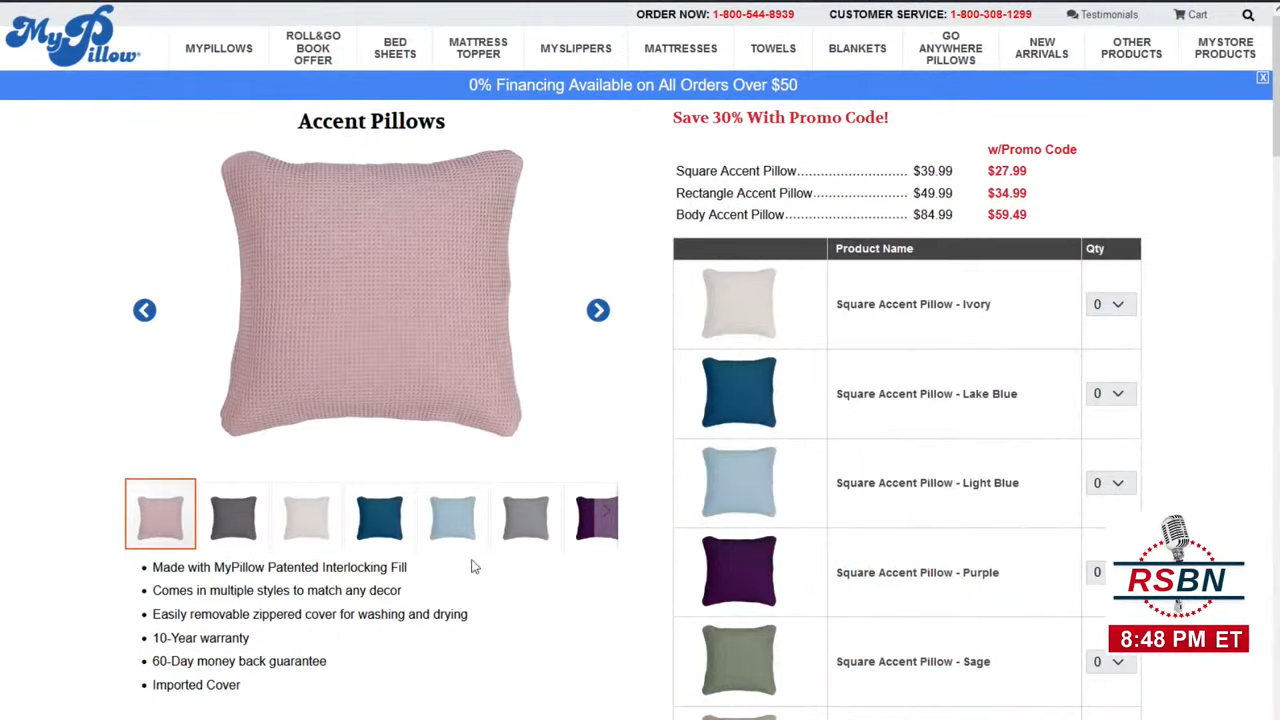 MyPillow
ORDER NOW: 1-800-544-8939
CUSTOMER SERVICE: 1-800-308-1299
Testimonials
Cart
MYPILLOWS
ROLL&GO
BOOK
OFFER
BED
SHEETS
MATTRESS
TOPPER
MYSLIPPERS
MATTRESSES
TOWELS
BLANKETS
GO
ANYWHERE
PILLOWS
NEW
ARRIVALS
OTHER
PRODUCTS
MYSTORE
PRODUCTS
0% Financing Available on All Orders Over $50
X
Accent Pillows
Save 30% With Promo Code!
w/Promo Code
Square Accent Pillow............................ $39.99 $27.99
Rectangle Accent Pillow........................ $49.99 $34.99
Body Accent Pillow............................... $84.99 $59.49
Product Name Qty
Square Accent Pillow - Ivory 0
Square Accent Pillow - Lake Blue 0
Square Accent Pillow - Light Blue 0
Square Accent Pillow - Purple 0
Square Accent Pillow - Sage 0
• Made with MyPillow Patented Interlocking Fill
• Comes in multiple styles to match any decor
• Easily removable zippered cover for washing and drying
• 10-Year warranty
• 60-Day money back guarantee
• Imported Cover
RSBN
8:48 PM ET